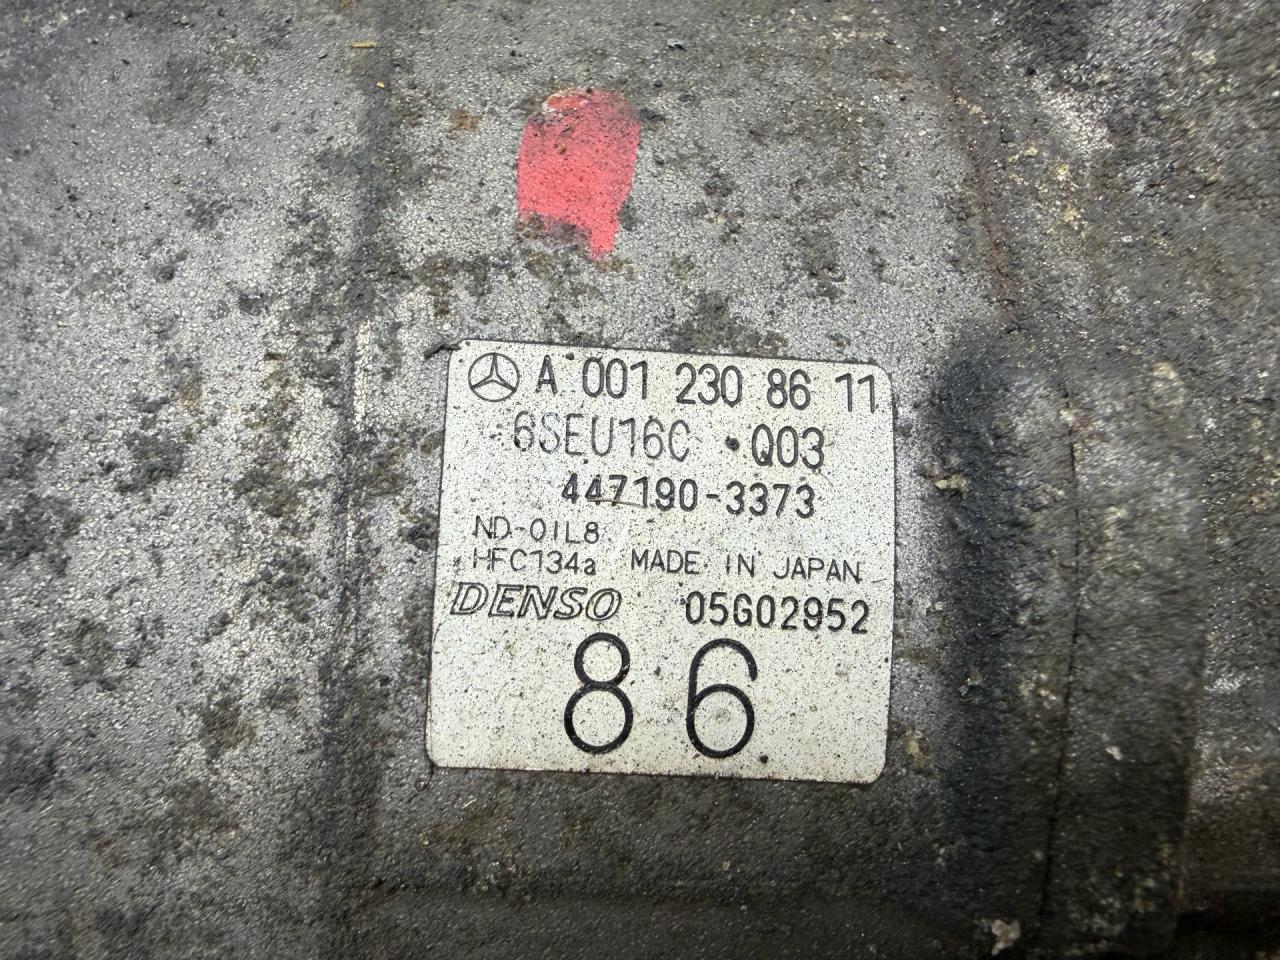 A 001 230 86 11
6SEU16C Q03
447190-3373
ND-OIL8
HFC134a MADE IN JAPAN
DENSO 05G02952
86